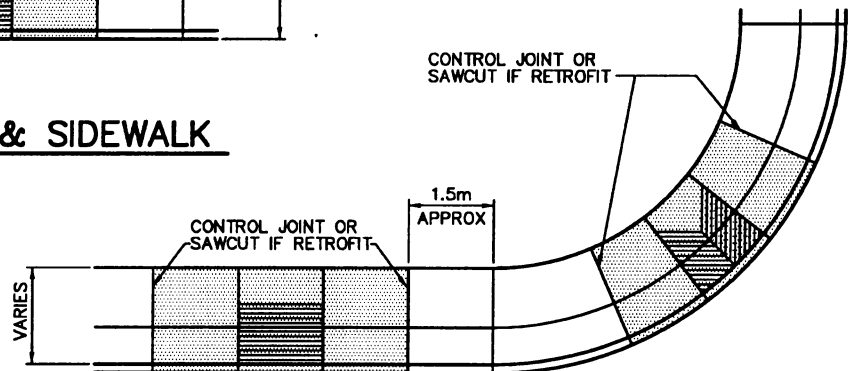 CONTROL JOINT OR
SAWCUT IF RETROFIT
& SIDEWALK
1.5m
APPROX
CONTROL JOINT OR
SAWCUT IF RETROFIT
VARIES